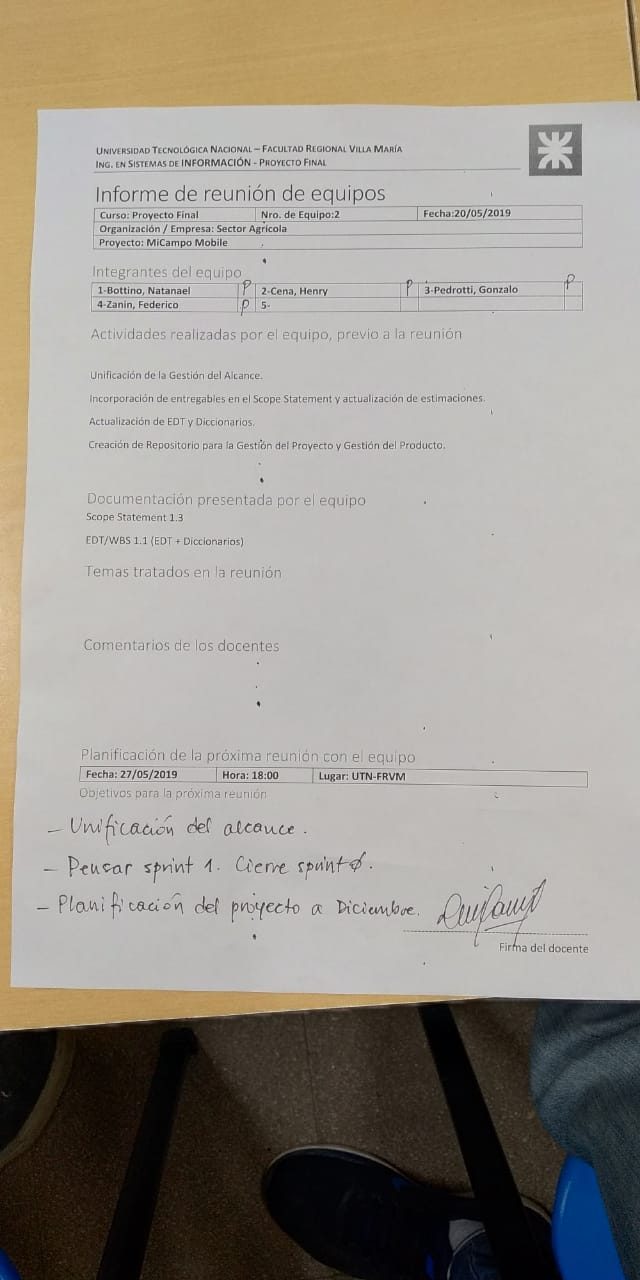 UNIVERSIDAD TECNOLÓGICA NACIONAL – FACULTAD REGIONAL VILLA MARÍA
ING. EN SISTEMAS DE INFORMACIÓN - PROYECTO FINAL
Informe de reunión de equipos
Curso: Proyecto Final Nro. de Equipo:2 Fecha:20/05/2019
Organización / Empresa: Sector Agrícola
Proyecto: MiCampo Mobile
Integrantes del equipo
1-Bottino, Natanael P 2-Cena, Henry P 3-Pedrotti, Gonzalo P
4-Zanin, Federico P 5-
Actividades realizadas por el equipo, previo a la reunión
Unificación de la Gestión del Alcance.
Incorporación de entregables en el Scope Statement y actualización de estimaciones.
Actualización de EDT y Diccionarios.
Creación de Repositorio para la Gestión del Proyecto y Gestión del Producto.
Documentación presentada por el equipo
Scope Statement 1.3
EDT/WBS 1.1 (EDT + Diccionarios)
Temas tratados en la reunión
Comentarios de los docentes
Planificación de la próxima reunión con el equipo
Fecha: 27/05/2019 Hora: 18:00 Lugar: UTN-FRVM
Objetivos para la próxima reunión
- Unificación del alcance.
- Pensar sprint 1. Cierre sprint 0.
- Planificación del proyecto a Diciembre.
Firma del docente